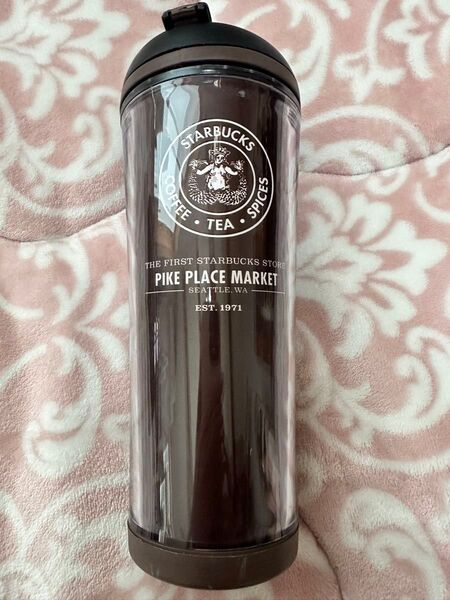 STARBUCKS
COFFEE • TEA • SPICES
THE FIRST STARBUCKS STORE
PIKE PLACE MARKET
SEATTLE, WA
EST. 1971